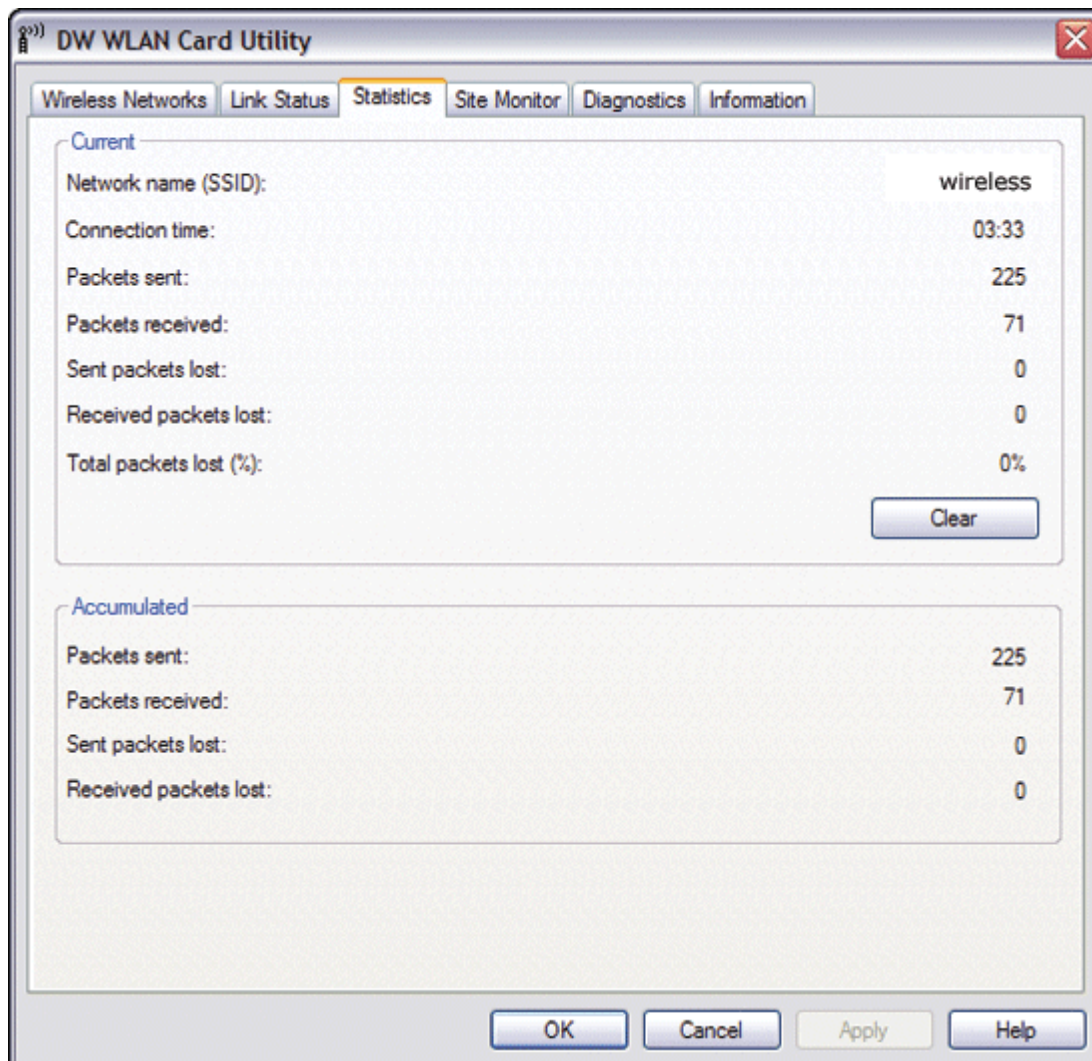 DW WLAN Card Utility
Wireless Networks Link Status Statistics Site Monitor Diagnostics Information
Current
Network name (SSID): wireless
Connection time: 03:33
Packets sent: 225
Packets received: 71
Sent packets lost: 0
Received packets lost: 0
Total packets lost (%): 0%
Clear
Accumulated
Packets sent: 225
Packets received: 71
Sent packets lost: 0
Received packets lost: 0
OK Cancel Apply Help